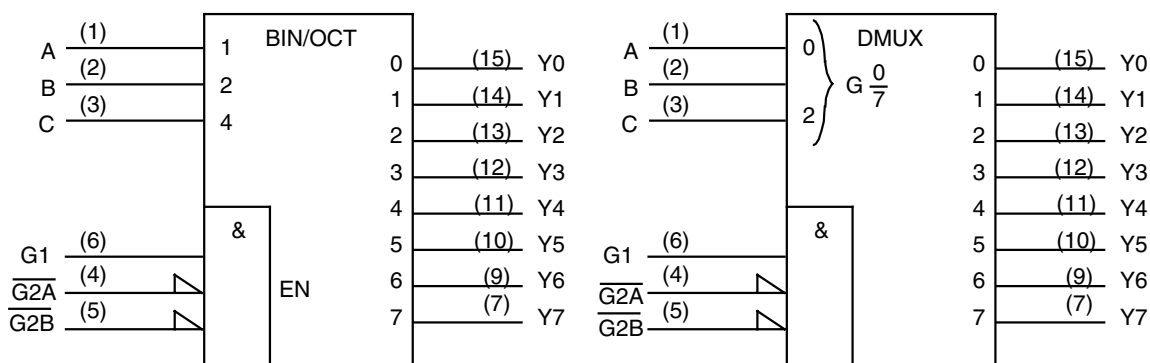 BIN/OCT
A (1) 1
B (2) 2
C (3) 4
0 (15) Y0
1 (14) Y1
2 (13) Y2
3 (12) Y3
4 (11) Y4
5 (10) Y5
6 (9) Y6
7 (7) Y7
&
G1 (6)
G2A (4)
G2B (5)
EN
DMUX
A (1) 0
B (2)
C (3) 2
G 0/7
0 (15) Y0
1 (14) Y1
2 (13) Y2
3 (12) Y3
4 (11) Y4
5 (10) Y5
6 (9) Y6
7 (7) Y7
&
G1 (6)
G2A (4)
G2B (5)